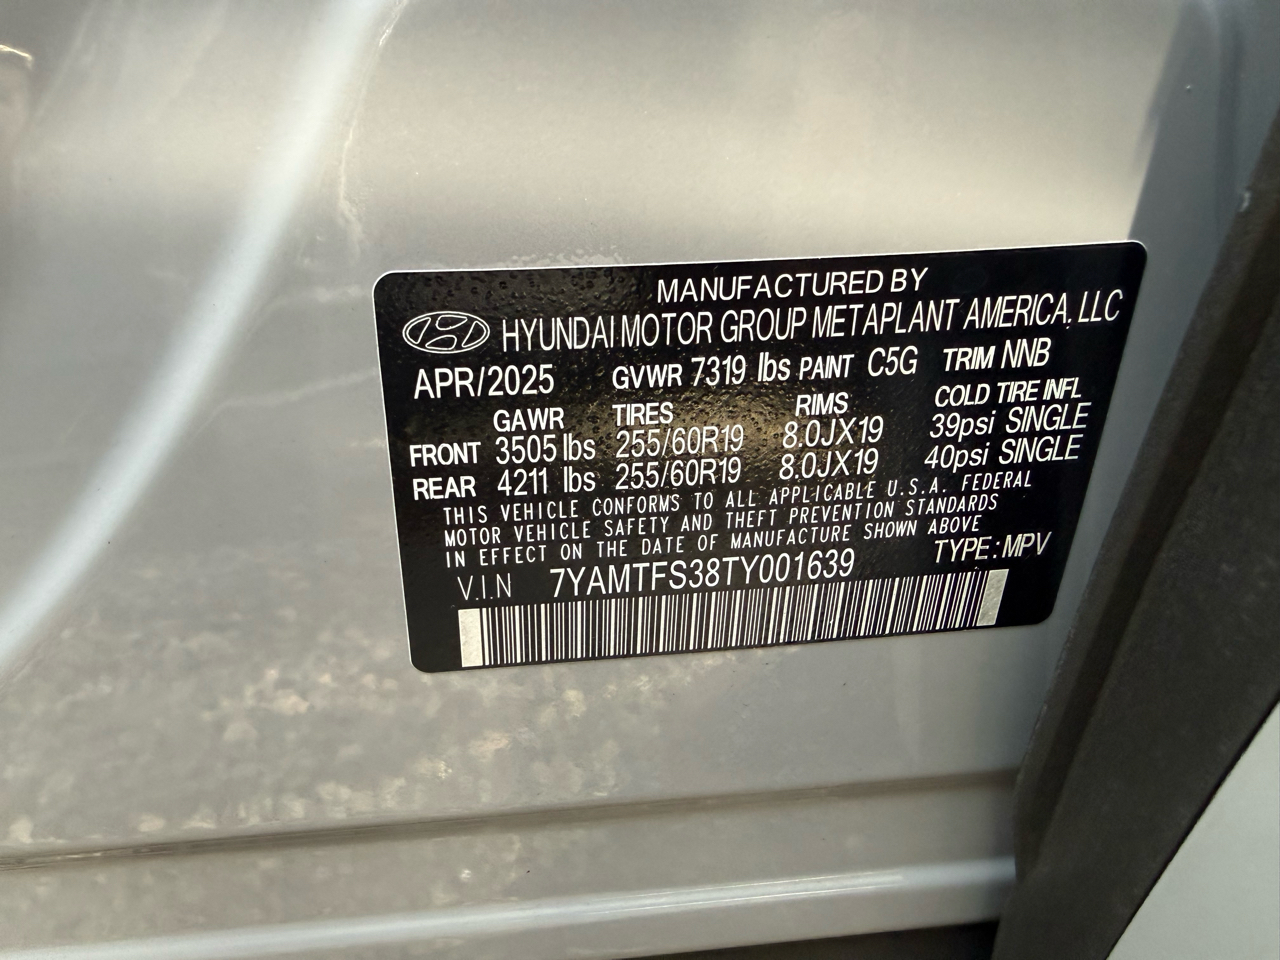 MANUFACTURED BY
HYUNDAI MOTOR GROUP METAPLANT AMERICA, LLC
APR/2025 GVWR 7319 lbs PAINT C5G TRIM NNB
GAWR TIRES RIMS COLD TIRE INFL
FRONT 3505 lbs 255/60R19 8.0JX19 39psi SINGLE
REAR 4211 lbs 255/60R19 8.0JX19 40psi SINGLE
THIS VEHICLE CONFORMS TO ALL APPLICABLE U.S.A. FEDERAL
MOTOR VEHICLE SAFETY AND THEFT PREVENTION STANDARDS
IN EFFECT ON THE DATE OF MANUFACTURE SHOWN ABOVE
V.I.N 7YAMTFS38TY001639 TYPE: MPV